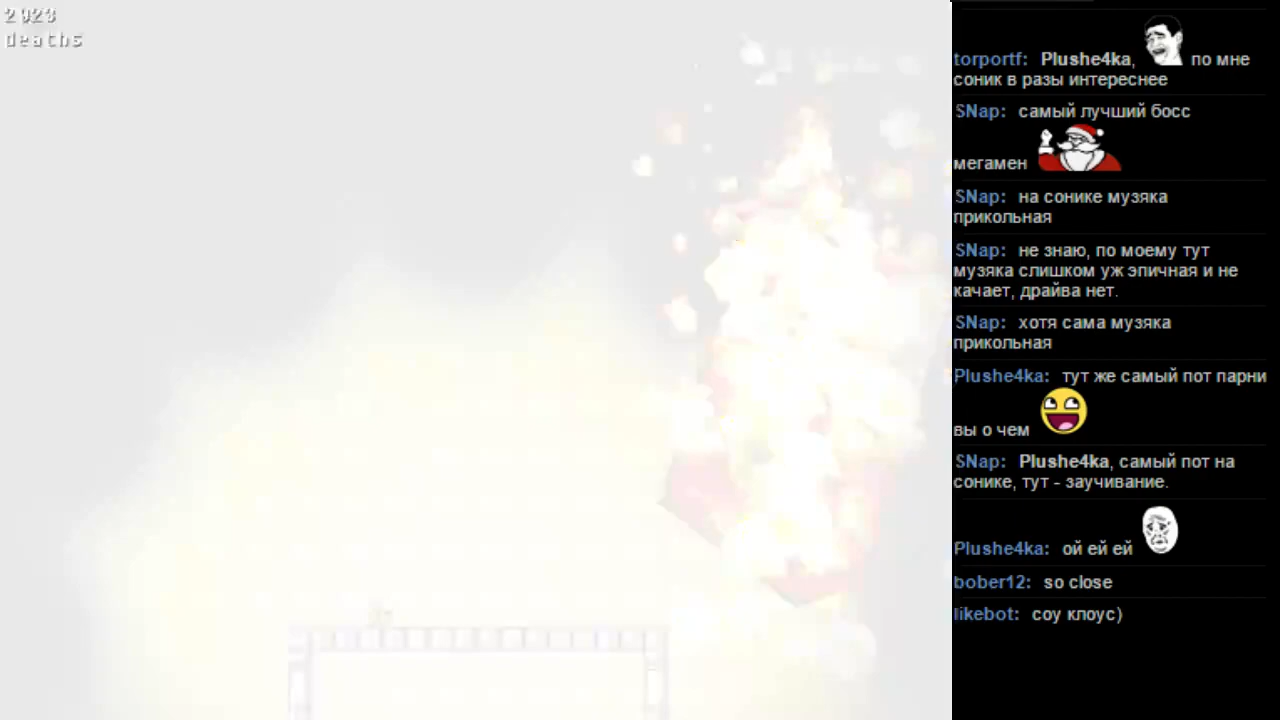 2023
deaths
torportf: Plushe4ka, по мне
соник в разы интереснее
SNap: самый лучший босс
мегамен
SNap: на сонике музяка
прикольная
SNap: не знаю, по моему тут
музяка слишком уж эпичная и не
качает, драйва нет.
SNap: хотя сама музяка
прикольная
Plushe4ka: тут же самый пот парни
вы о чем
SNap: Plushe4ka, самый пот на
сонике, тут - заучивание.
Plushe4ka: ой ей ей
bober12: so close
likebot: соу клоус)